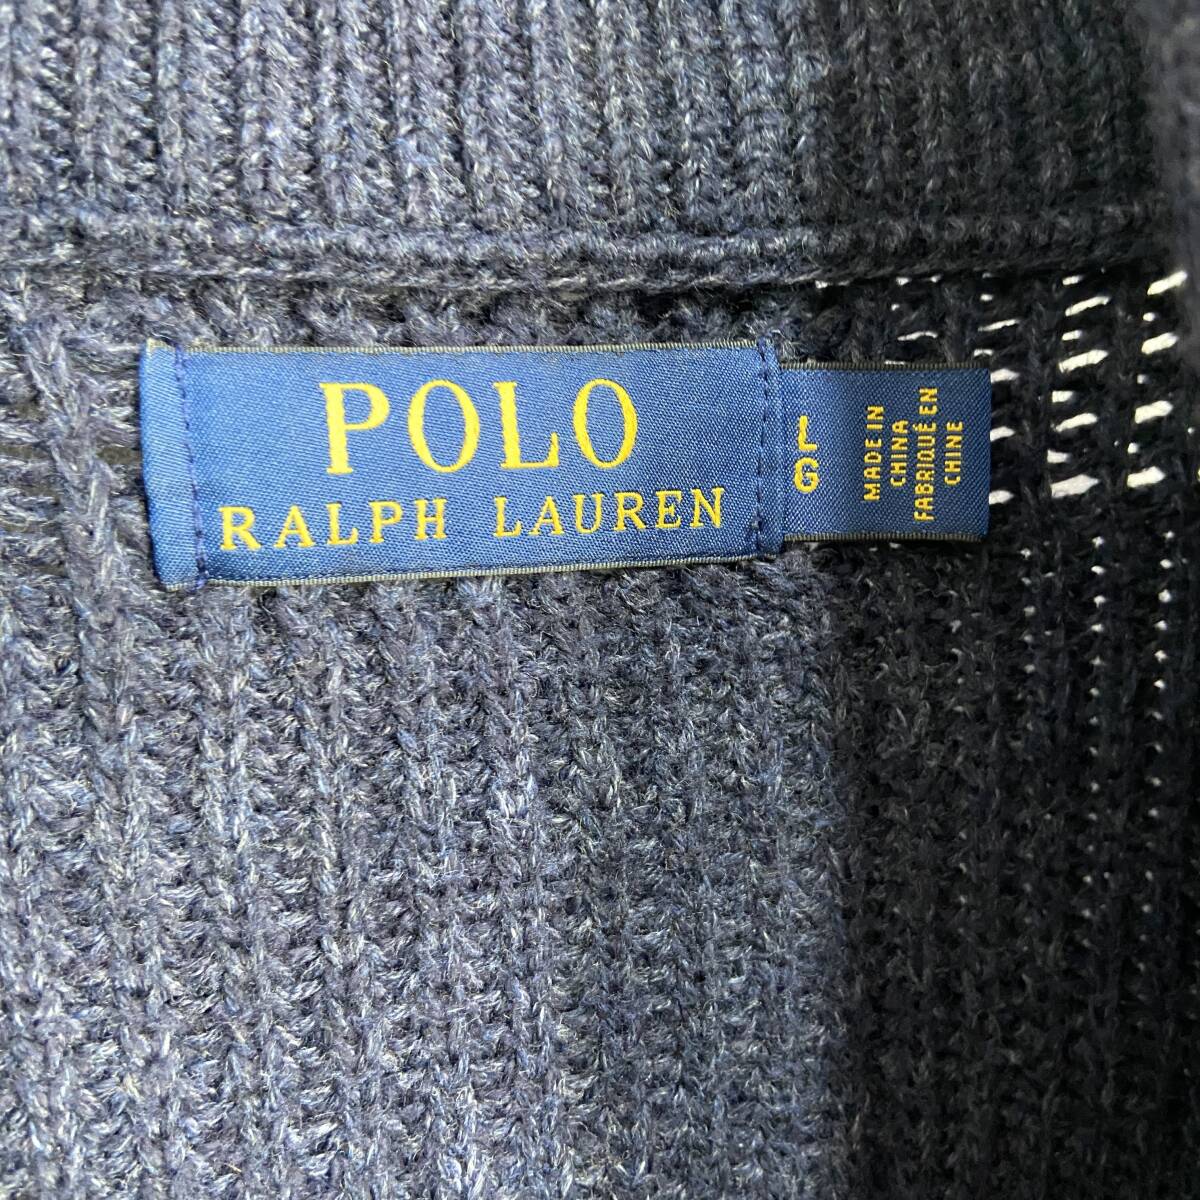 POLO
RALPH LAUREN
L
G
MADE IN
CHINA
FABRIQUÉ EN
CHINE